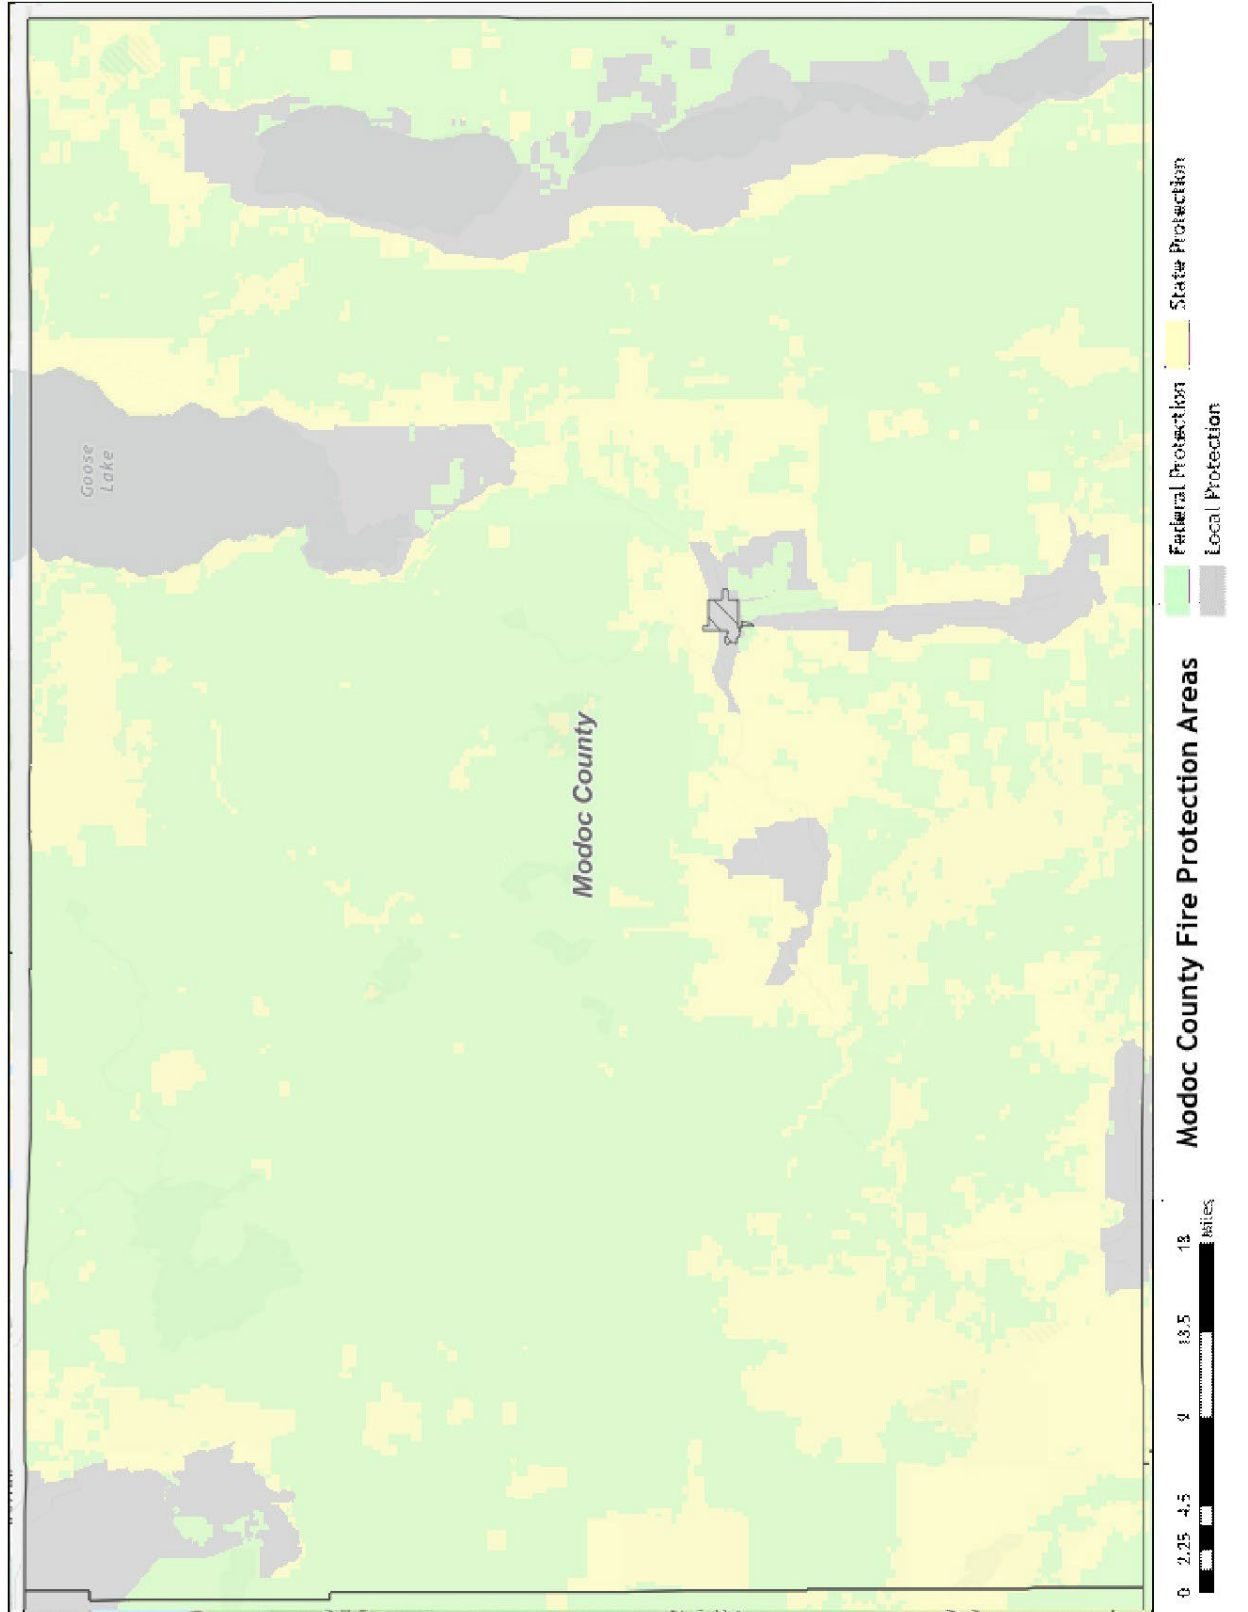 Goose
Lake
Modoc County
Modoc County Fire Protection Areas
Federal Protection
State Protection
Local Protection
0 2.25 4.5 9 13.5 18
Miles